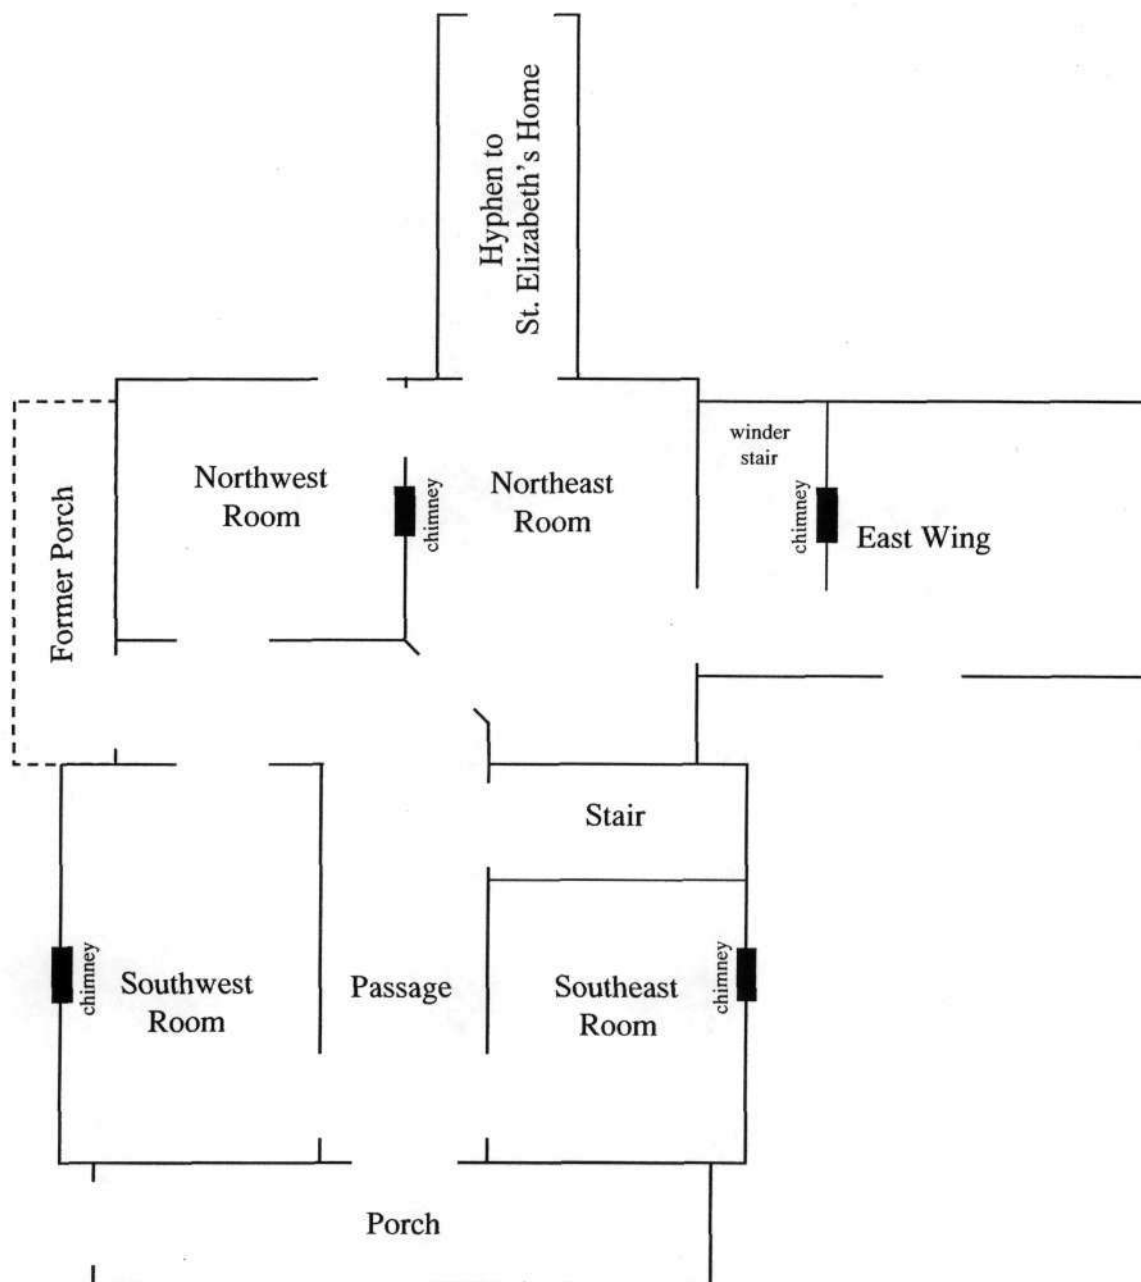 Hyphen to
St. Elizabeth's Home
winder
stair
Northwest
Room
chimney
Northeast
Room
chimney
East Wing
Former Porch
Stair
chimney
Southwest
Room
Passage
Southeast
Room
chimney
Porch